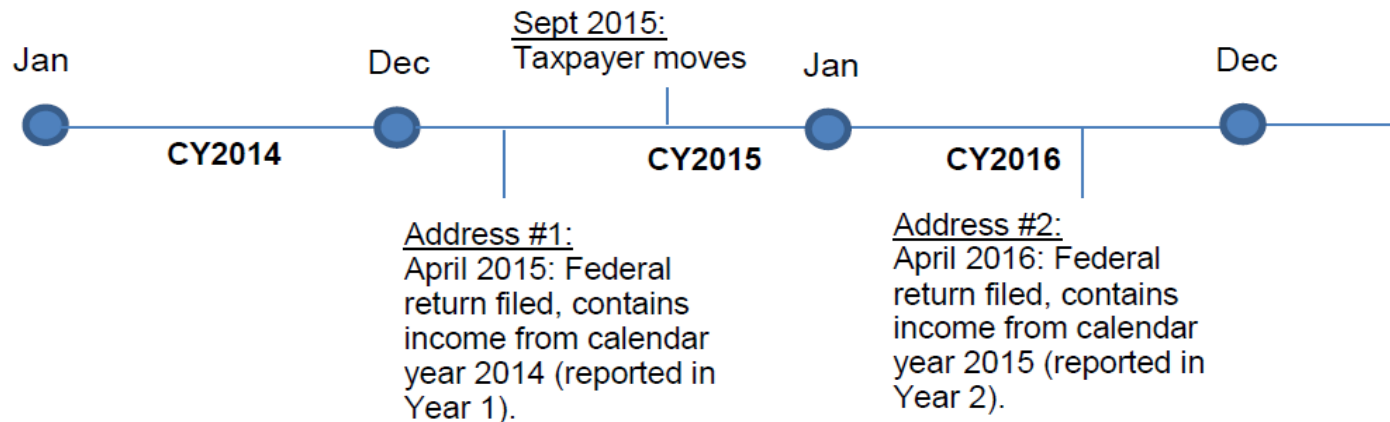 Sept 2015:
Taxpayer moves
Jan
Dec
Jan
Dec
CY2014
CY2015
CY2016
Address #1:
April 2015: Federal
return filed, contains
income from calendar
year 2014 (reported in
Year 1).
Address #2:
April 2016: Federal
return filed, contains
income from calendar
year 2015 (reported in
Year 2).